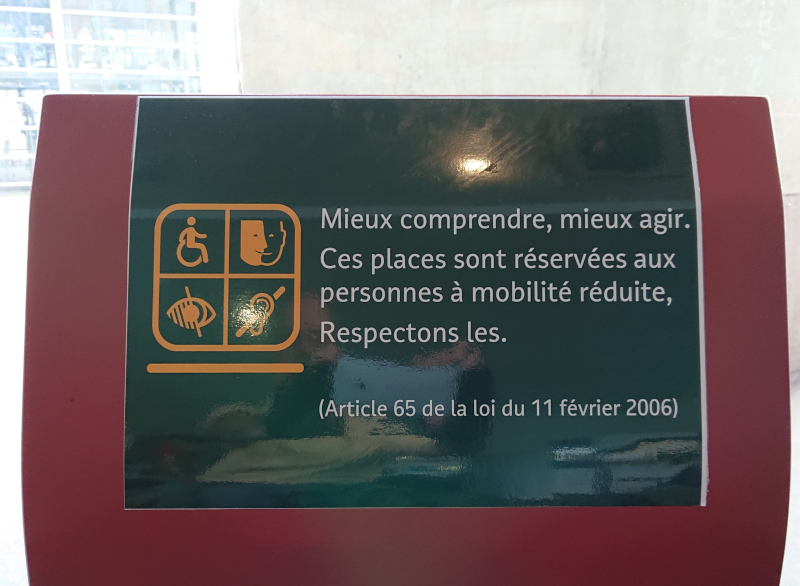 Mieux comprendre, mieux agir.
Ces places sont réservées aux
personnes à mobilité réduite,
Respectons les.
(Article 65 de la loi du 11 février 2006)